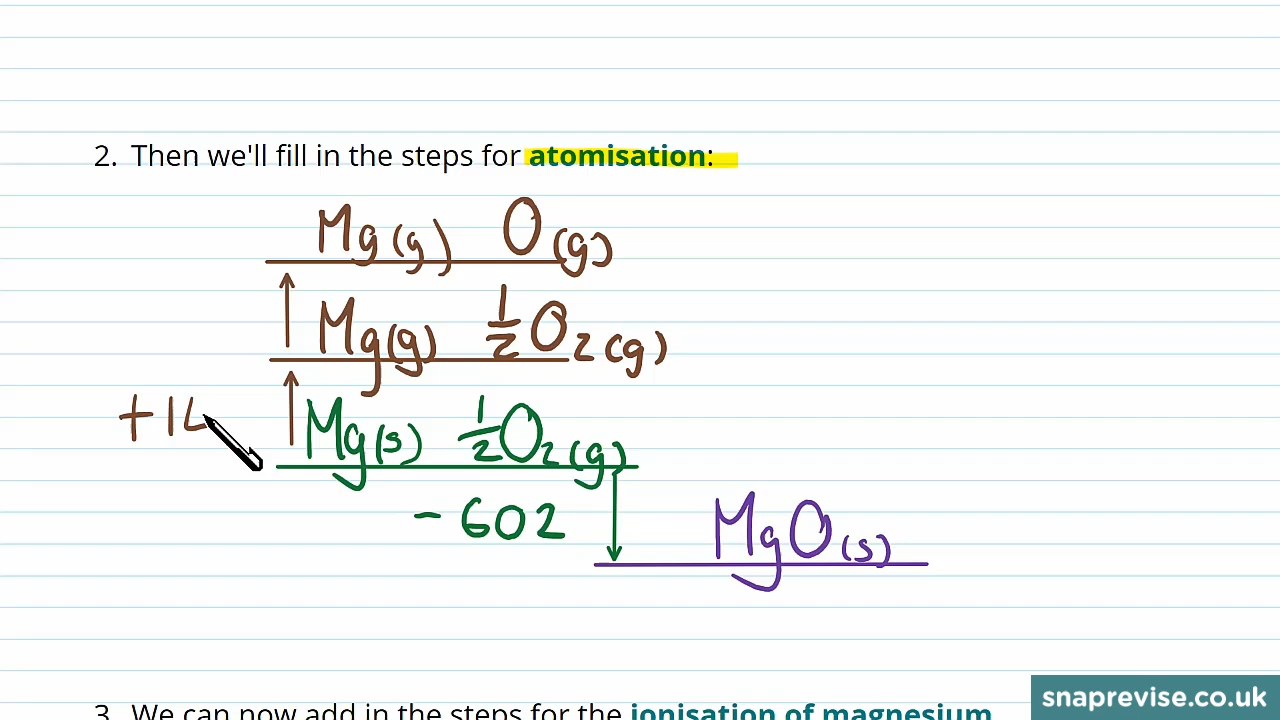 2. Then we'll fill in the steps for atomisation:
Mg(g) O(g)
Mg(g) ½O₂(g)
+14
Mg(s) ½O₂(g)
- 602
MgO(s)
3. We can now add in the steps for the ionisation of magnesium
snaprevise.co.uk